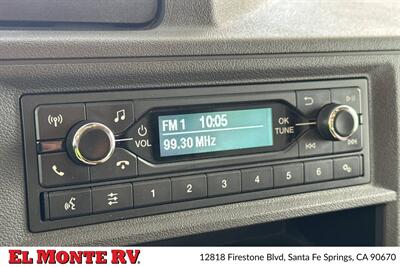 FM 1 10:05
VOL
OK
TUNE
99.30 MHz
1 2 3 4 5 6
EL MONTE RV.
12818 Firestone Blvd, Santa Fe Springs, CA 90670